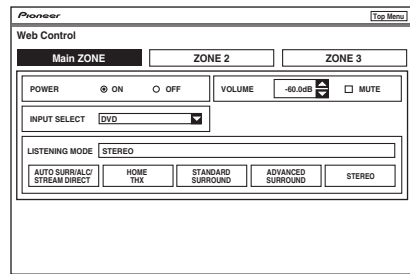 Pioneer Top Menu
Web Control
Main ZONE ZONE 2 ZONE 3
POWER ON OFF VOLUME -60.0dB MUTE
INPUT SELECT DVD
LISTENING MODE STEREO
AUTO SURR/ALC/ STREAM DIRECT HOME THX STANDARD SURROUND ADVANCED SURROUND STEREO